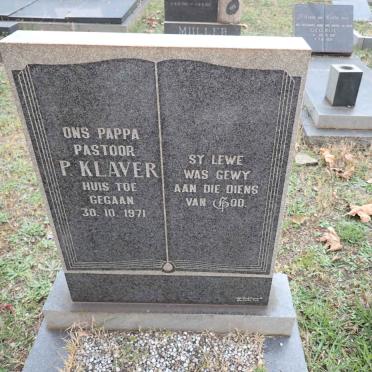 ONS PAPPA
PASTOOR
P. KLAVER
HUIS TOE
GEGAAN
30. 10. 1971
SY LEWE
WAS GEWY
AAN DIE DIENS
VAN GOD.
MULLER